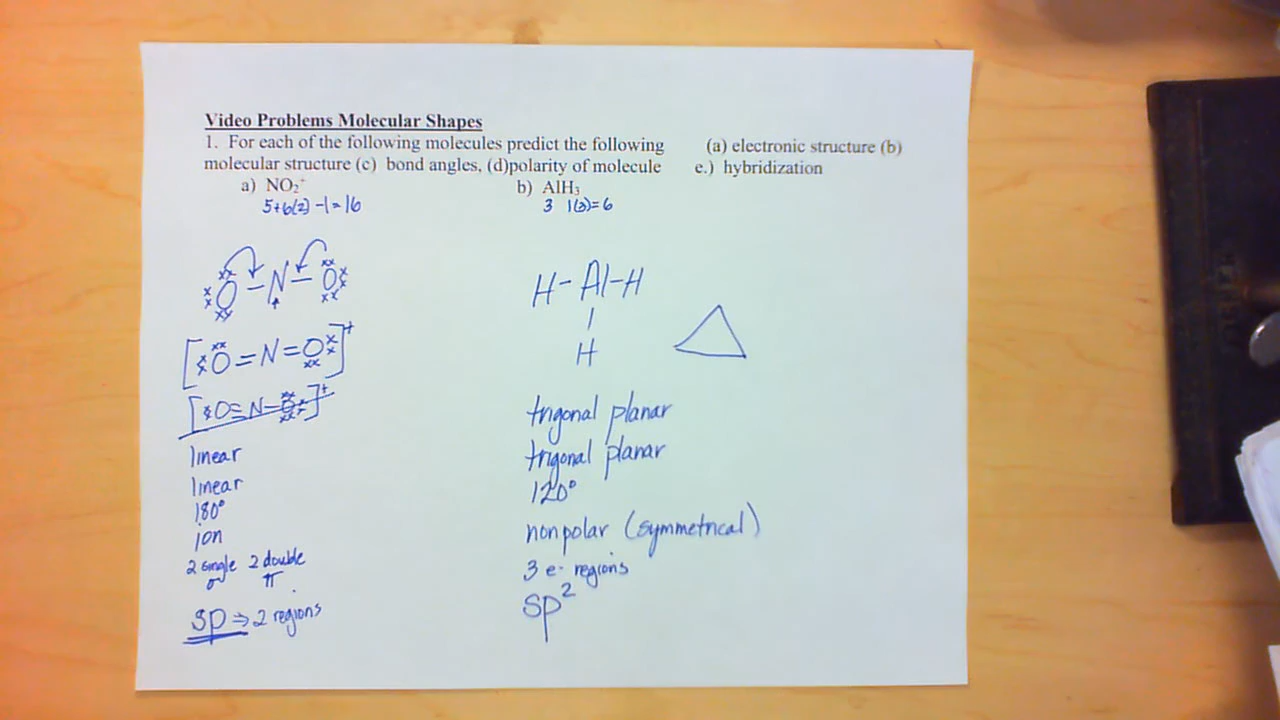 Video Problems Molecular Shapes
1. For each of the following molecules predict the following (a) electronic structure (b)
molecular structure (c) bond angles, (d)polarity of molecule e.) hybridization
a) NO₂⁺ b) AlH₃
5+6(2) -1=16 3 1(3)=6
O - N - O
H - Al - H
H
[O=N=O]⁺
[O≡N-O]⁺
linear
linear
180°
ion
2 single 2 double
σ π
sp ⇒ 2 regions
trigonal planar
trigonal planar
120°
nonpolar (symmetrical)
3 e- regions
sp²